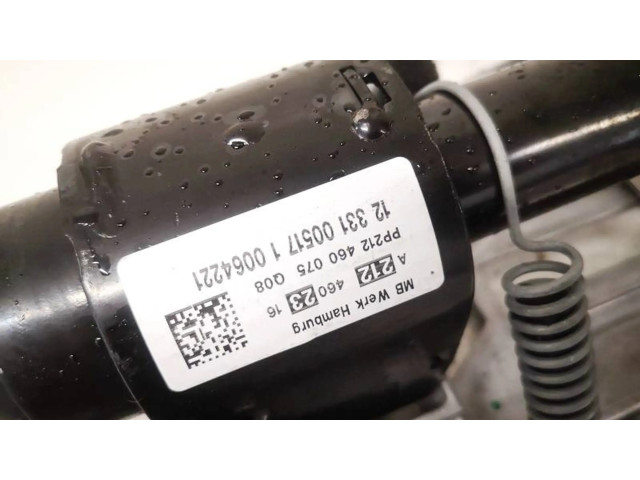 MB Werk Hamburg
A 212 460 23 16
PP212 460 075 Q08
12 331 00517 1 0064221